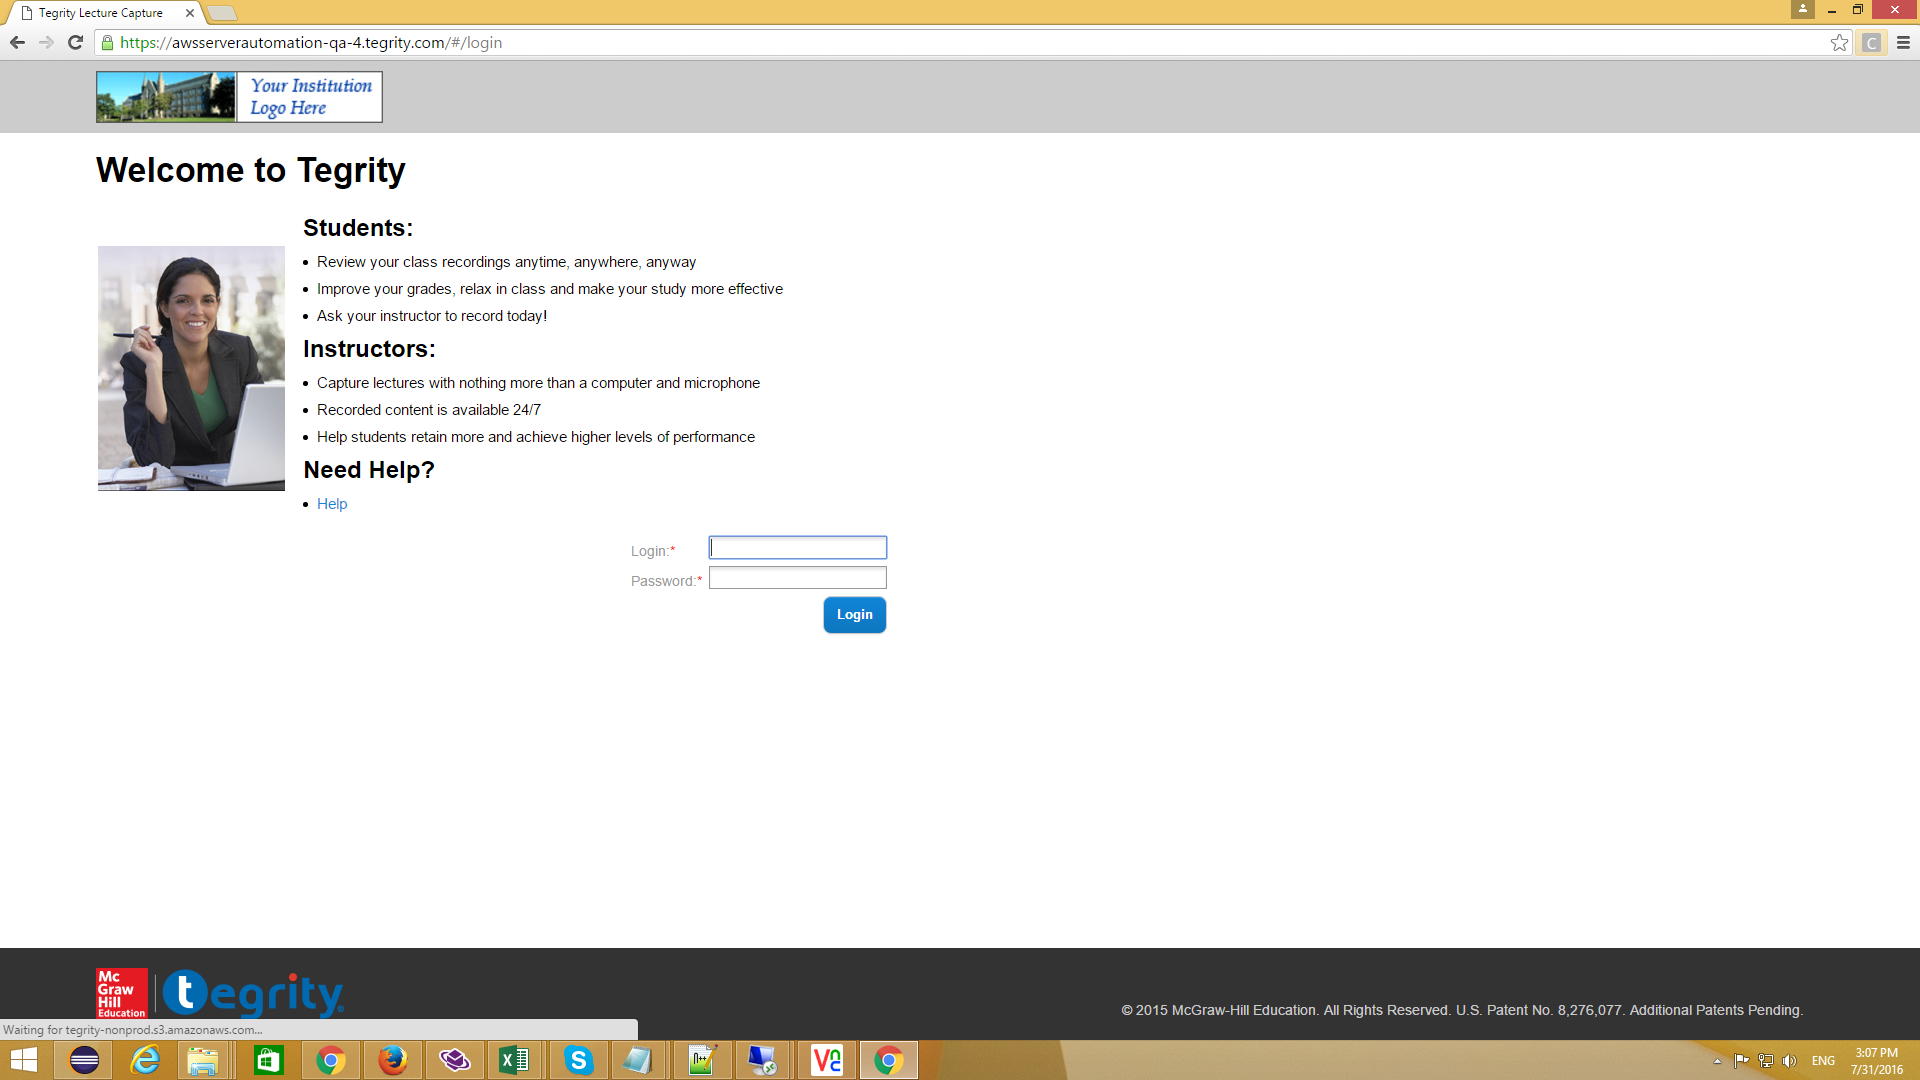 Tegrity Lecture Capture
https://awsserverautomation-qa-4.tegrity.com/#/login
C
Your Institution
Logo Here
Welcome to Tegrity
Students:
Review your class recordings anytime, anywhere, anyway
Improve your grades, relax in class and make your study more effective
Ask your instructor to record today!
Instructors:
Capture lectures with nothing more than a computer and microphone
Recorded content is available 24/7
Help students retain more and achieve higher levels of performance
Need Help?
Help
Login:*
Password:*
Login
Mc
Graw
Hill
Education
tegrity
© 2015 McGraw-Hill Education. All Rights Reserved. U.S. Patent No. 8,276,077. Additional Patents Pending.
Waiting for tegrity-nonprod.s3.amazonaws.com...
ENG
3:07 PM
7/31/2016